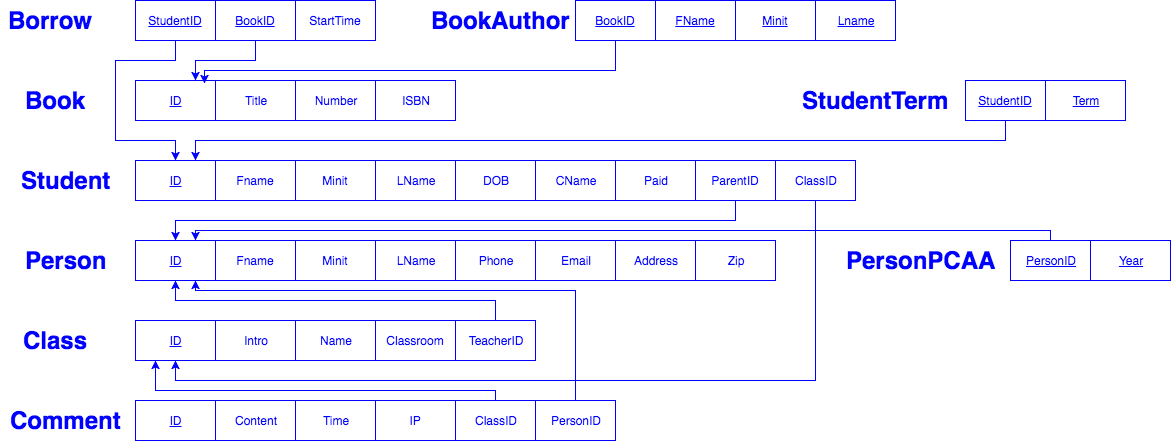 Borrow StudentID BookID StartTime BookAuthor BookID FName Minit Lname
Book ID Title Number ISBN StudentTerm StudentID Term
Student ID Fname Minit LName DOB CName Paid ParentID ClassID
Person ID Fname Minit LName Phone Email Address Zip PersonPCAA PersonID Year
Class ID Intro Name Classroom TeacherID
Comment ID Content Time IP ClassID PersonID